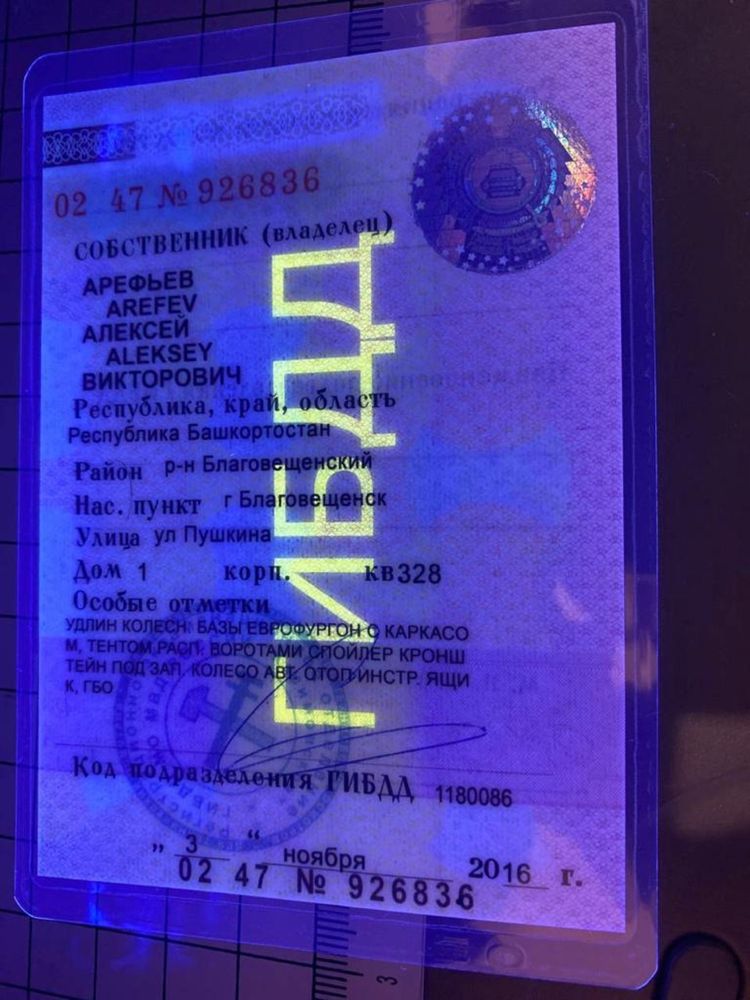 02 47 № 926836
СОБСТВЕННИК (владелец)
АРЕФЬЕВ
AREFEV
АЛЕКСЕЙ
ALEKSEY
ВИКТОРОВИЧ
Республика, край, область
Республика Башкортостан
Район р-н Благовещенский
Нас. пункт г Благовещенск
Улица ул Пушкина
Дом 1 корп. кв328
Особые отметки
УДЛИН КОЛЕСН. БАЗЫ ЕВРОФУРГОН С КАРКАСО
М, ТЕНТОМ РАСП. ВОРОТАМИ СПОЙЛЕР КРОНШ
ТЕЙН ПОД ЗАП. КОЛЕСО АВТ. ОТОП ИНСТР. ЯЩИ
К, ГБО
ГИБДД
Код подразделения ГИБДД 1180086
„ 3 “ ноября 2016 г.
02 47 № 926836
3